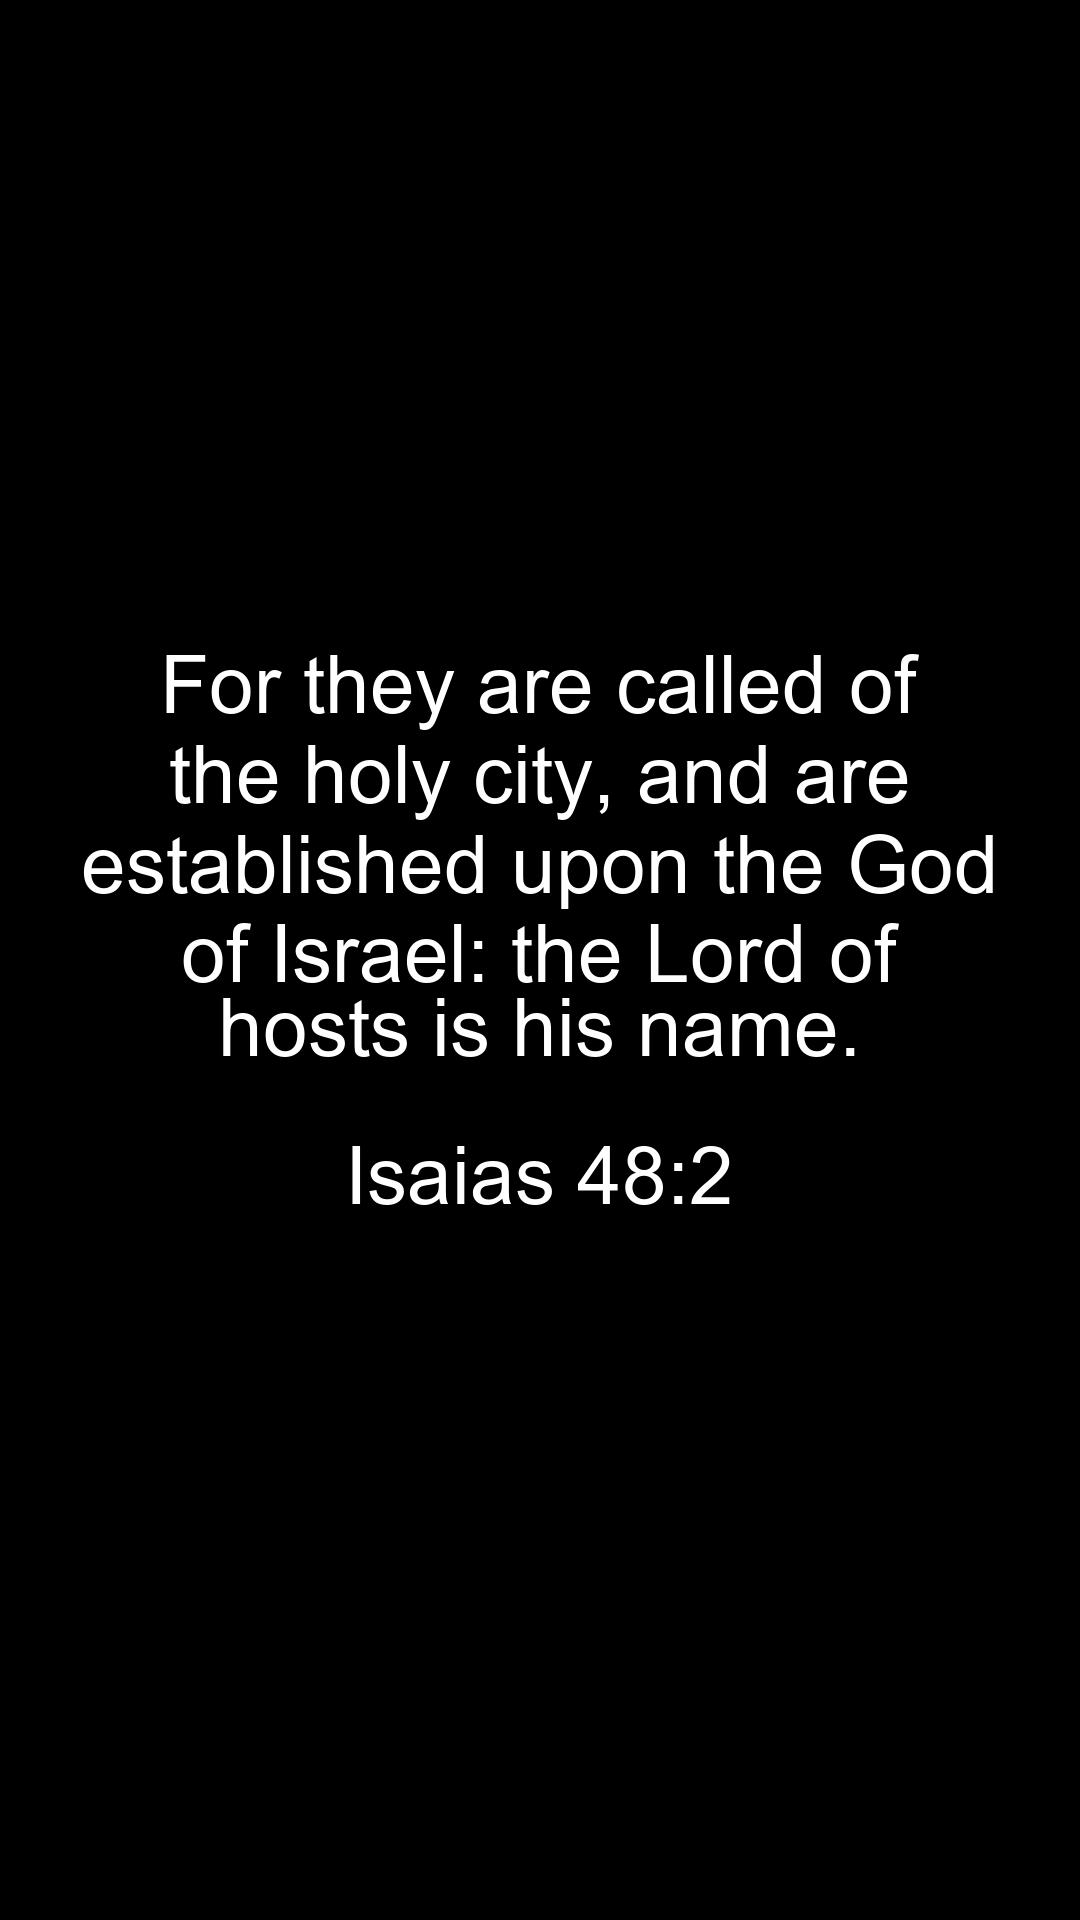 For they are called of
the holy city, and are
established upon the God
of Israel: the Lord of
hosts is his name.
Isaias 48:2